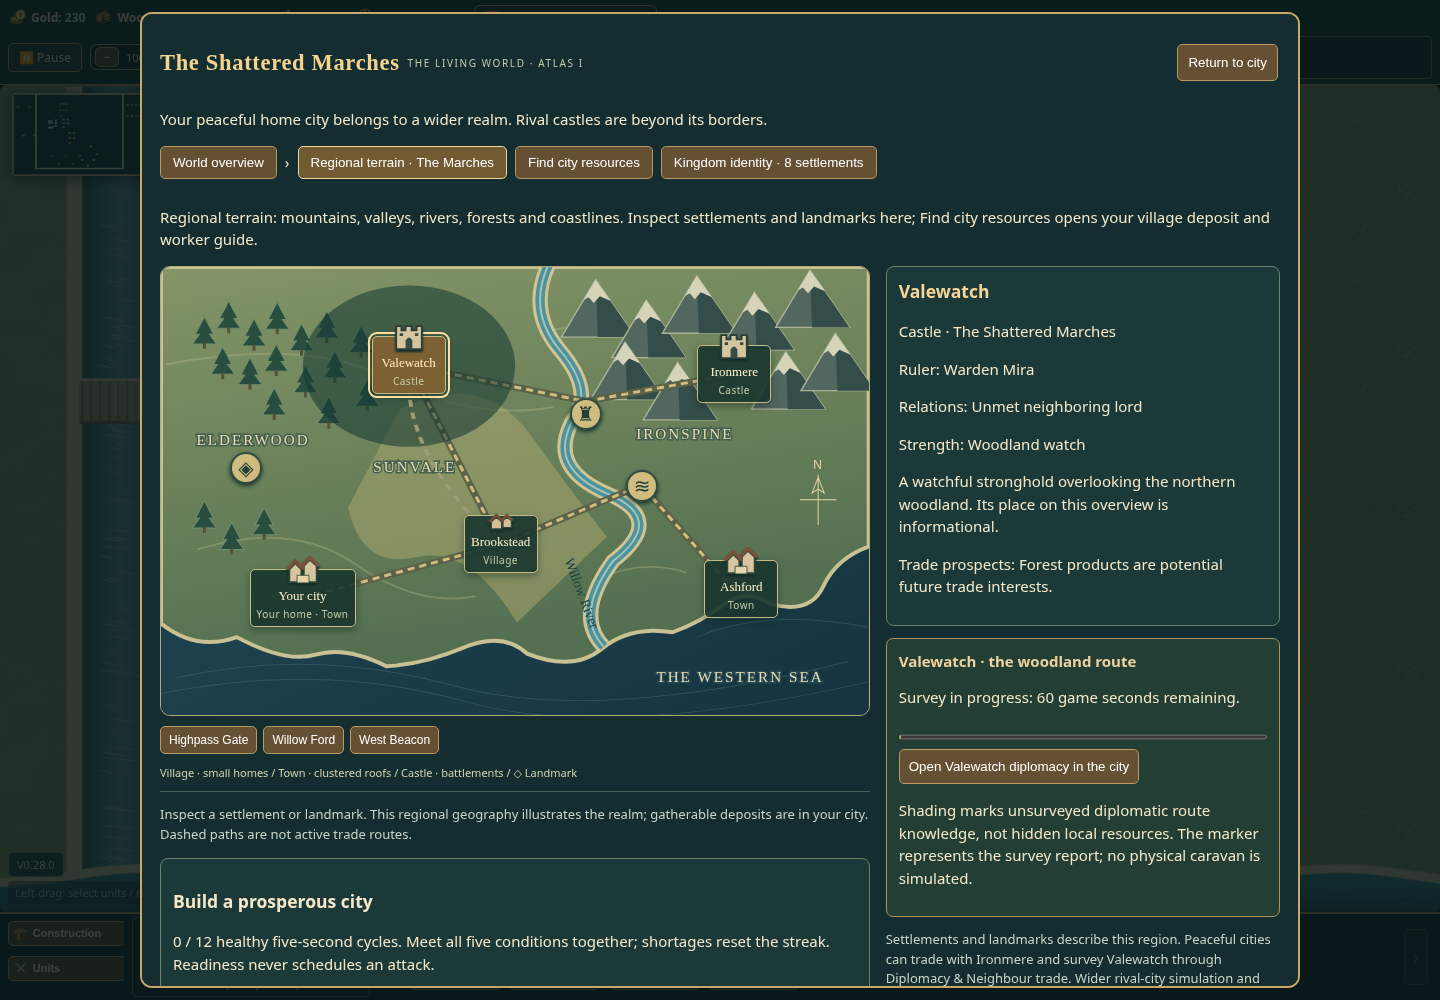 Gold: 230
Pause
The Shattered Marches THE LIVING WORLD · ATLAS I
Return to city
Your peaceful home city belongs to a wider realm. Rival castles are beyond its borders.
World overview › Regional terrain · The Marches Find city resources Kingdom identity · 8 settlements
Regional terrain: mountains, valleys, rivers, forests and coastlines. Inspect settlements and landmarks here; Find city resources opens your village deposit and
worker guide.
Valewatch
Castle
Ironmere
Castle
ELDERWOOD
IRONSPINE
SUNVALE
N
Brookstead
Village
Willow River
Your city
Your home · Town
Ashford
Town
THE WESTERN SEA
Highpass Gate Willow Ford West Beacon
Village · small homes / Town · clustered roofs / Castle · battlements / ◇ Landmark
Inspect a settlement or landmark. This regional geography illustrates the realm; gatherable deposits are in your city.
Dashed paths are not active trade routes.
Build a prosperous city
0 / 12 healthy five-second cycles. Meet all five conditions together; shortages reset the streak.
Readiness never schedules an attack.
Valewatch
Castle · The Shattered Marches
Ruler: Warden Mira
Relations: Unmet neighboring lord
Strength: Woodland watch
A watchful stronghold overlooking the northern
woodland. Its place on this overview is
informational.
Trade prospects: Forest products are potential
future trade interests.
Valewatch · the woodland route
Survey in progress: 60 game seconds remaining.
Open Valewatch diplomacy in the city
Shading marks unsurveyed diplomatic route
knowledge, not hidden local resources. The marker
represents the survey report; no physical caravan is
simulated.
Settlements and landmarks describe this region. Peaceful cities
can trade with Ironmere and survey Valewatch through
Diplomacy & Neighbour trade. Wider rival-city simulation and
V0.28.0
Left-drag: select units /
Construction
Units